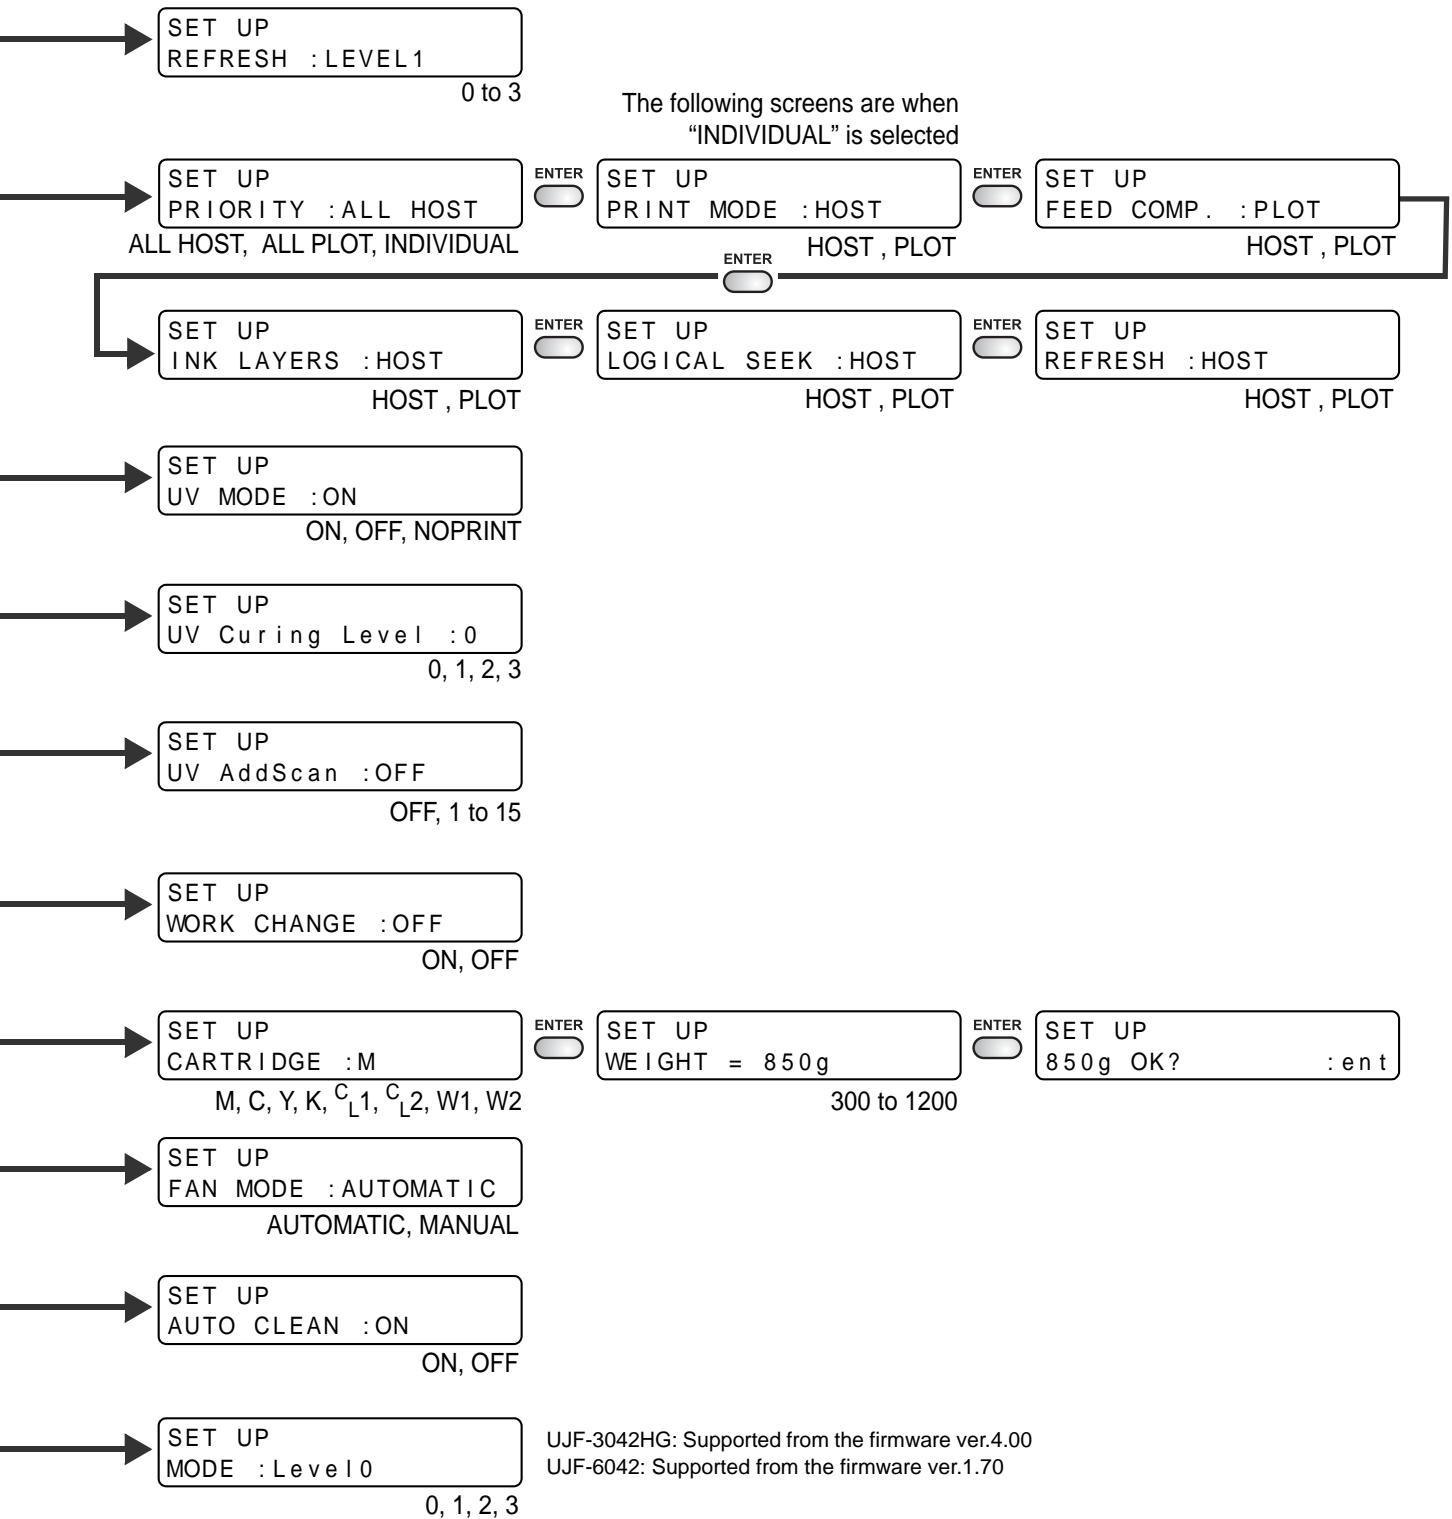 SET UP
REFRESH :LEVEL1
0 to 3
The following screens are when
“INDIVIDUAL” is selected
SET UP
PRIORITY :ALL HOST
ALL HOST, ALL PLOT, INDIVIDUAL
ENTER
SET UP
PRINT MODE :HOST
HOST , PLOT
ENTER
SET UP
FEED COMP. :PLOT
HOST , PLOT
ENTER
SET UP
INK LAYERS :HOST
HOST , PLOT
ENTER
SET UP
LOGICAL SEEK :HOST
HOST , PLOT
ENTER
SET UP
REFRESH :HOST
HOST , PLOT
SET UP
UV MODE :ON
ON, OFF, NOPRINT
SET UP
UV Curing Level :0
0, 1, 2, 3
SET UP
UV AddScan :OFF
OFF, 1 to 15
SET UP
WORK CHANGE :OFF
ON, OFF
SET UP
CARTRIDGE :M
M, C, Y, K, CL1, CL2, W1, W2
ENTER
SET UP
WEIGHT = 850g
300 to 1200
ENTER
SET UP
850g OK? :ent
SET UP
FAN MODE :AUTOMATIC
AUTOMATIC, MANUAL
SET UP
AUTO CLEAN :ON
ON, OFF
SET UP
MODE :Level0
0, 1, 2, 3
UJF-3042HG: Supported from the firmware ver.4.00
UJF-6042: Supported from the firmware ver.1.70